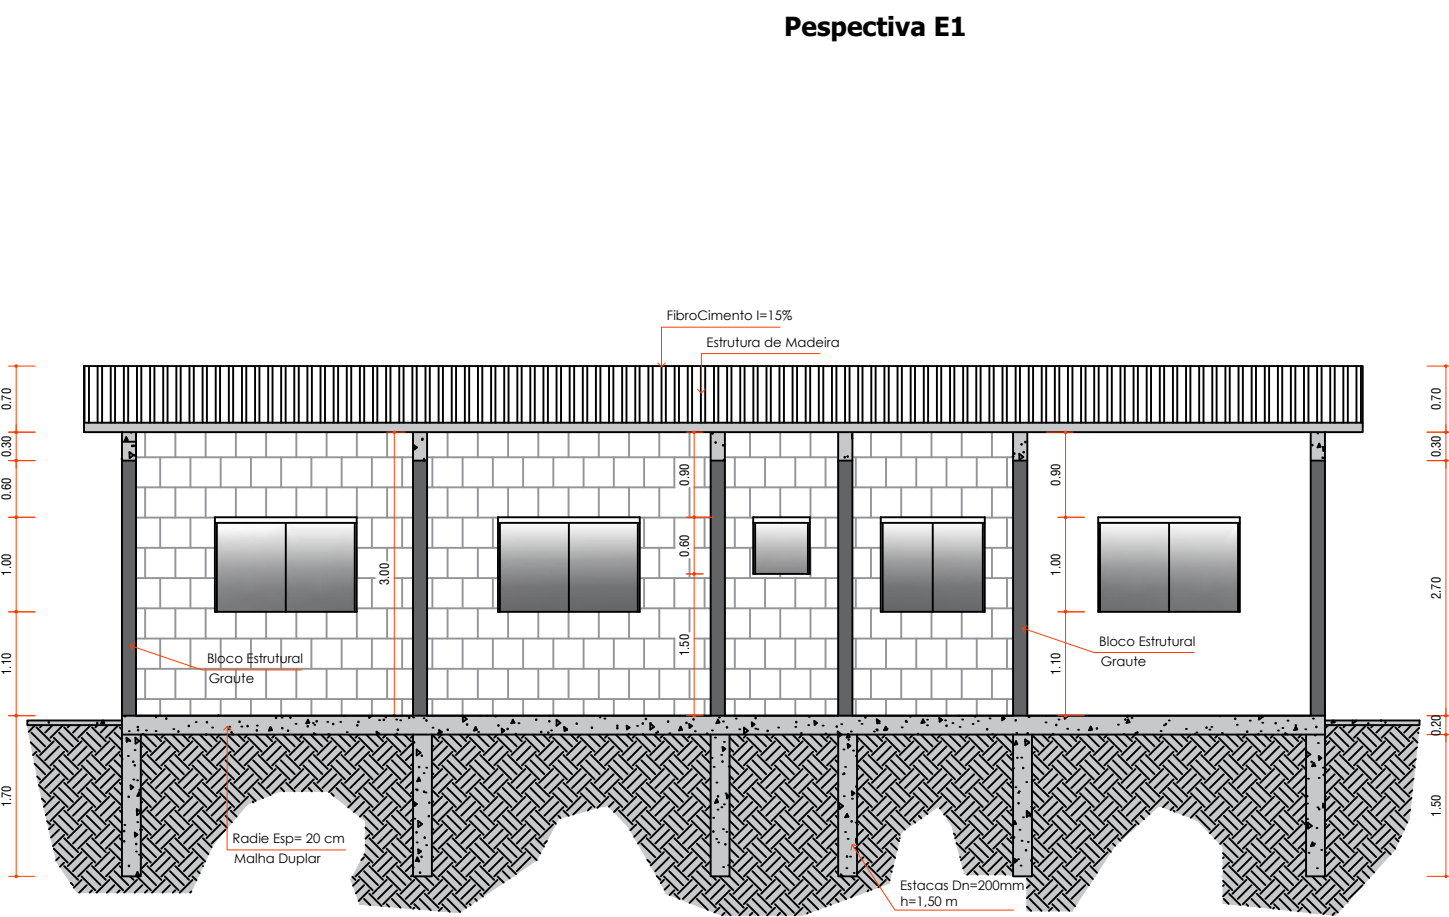 Pespectiva E1
FibroCimento I=15%
Estrutura de Madeira
0.70
0.30
0.60
1.00
1.10
1.70
3.00
0.90
0.60
1.50
0.90
1.00
1.10
0.70
0.30
2.70
0.20
1.50
Bloco Estrutural
Graute
Bloco Estrutural
Graute
Radie Esp= 20 cm
Malha Duplar
Estacas Dn=200mm
h=1,50 m